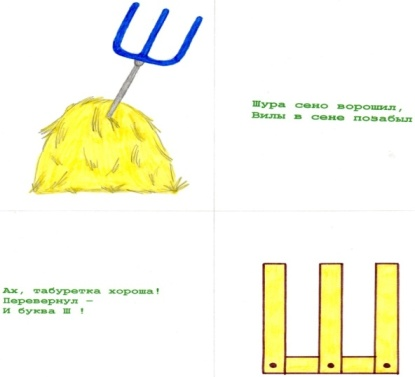 Шура сено ворошил,
Вилы в сене позабыл
Ах, табуретка хороша!
Перевернул –
И буква Ш !